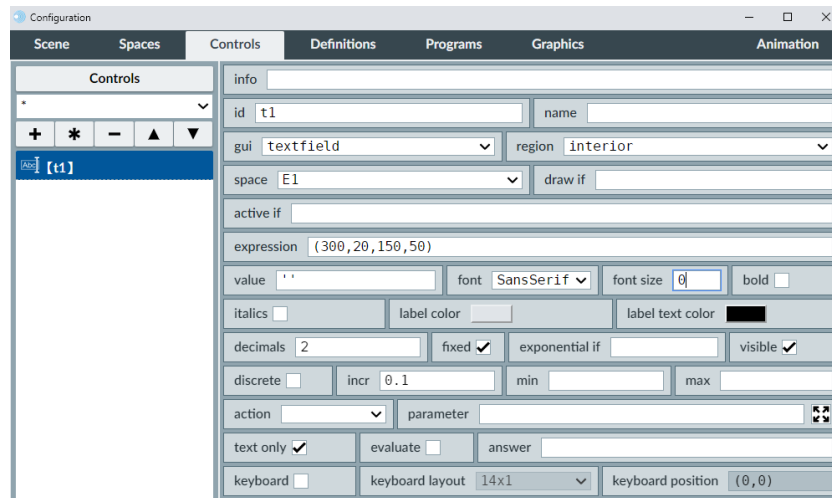 Configuration
Scene Spaces Controls Definitions Programs Graphics Animation
Controls
info
*
id t1 name
gui textfield region interior
Abc 【t1】
space E1 draw if
active if
expression (300,20,150,50)
value '' font SansSerif font size 0 bold
italics label color label text color
decimals 2 fixed exponential if visible
discrete incr 0.1 min max
action parameter
text only evaluate answer
keyboard keyboard layout 14x1 keyboard position (0,0)